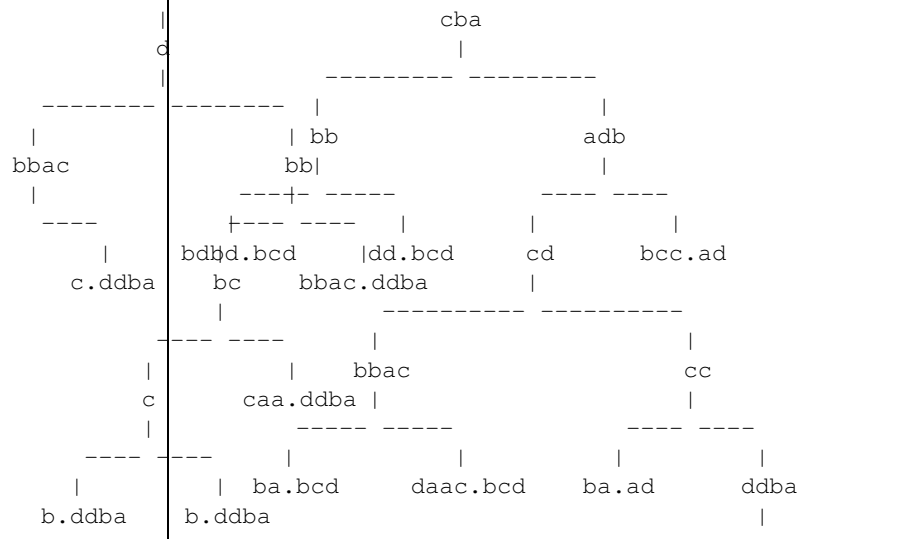 cba
d
bb adb
bbac bb
bdbd.bcd dd.bcd cd bcc.ad
c.ddba bc bbac.ddba
bbac cc
c caa.ddba
ba.bcd daac.bcd ba.ad ddba
b.ddba b.ddba